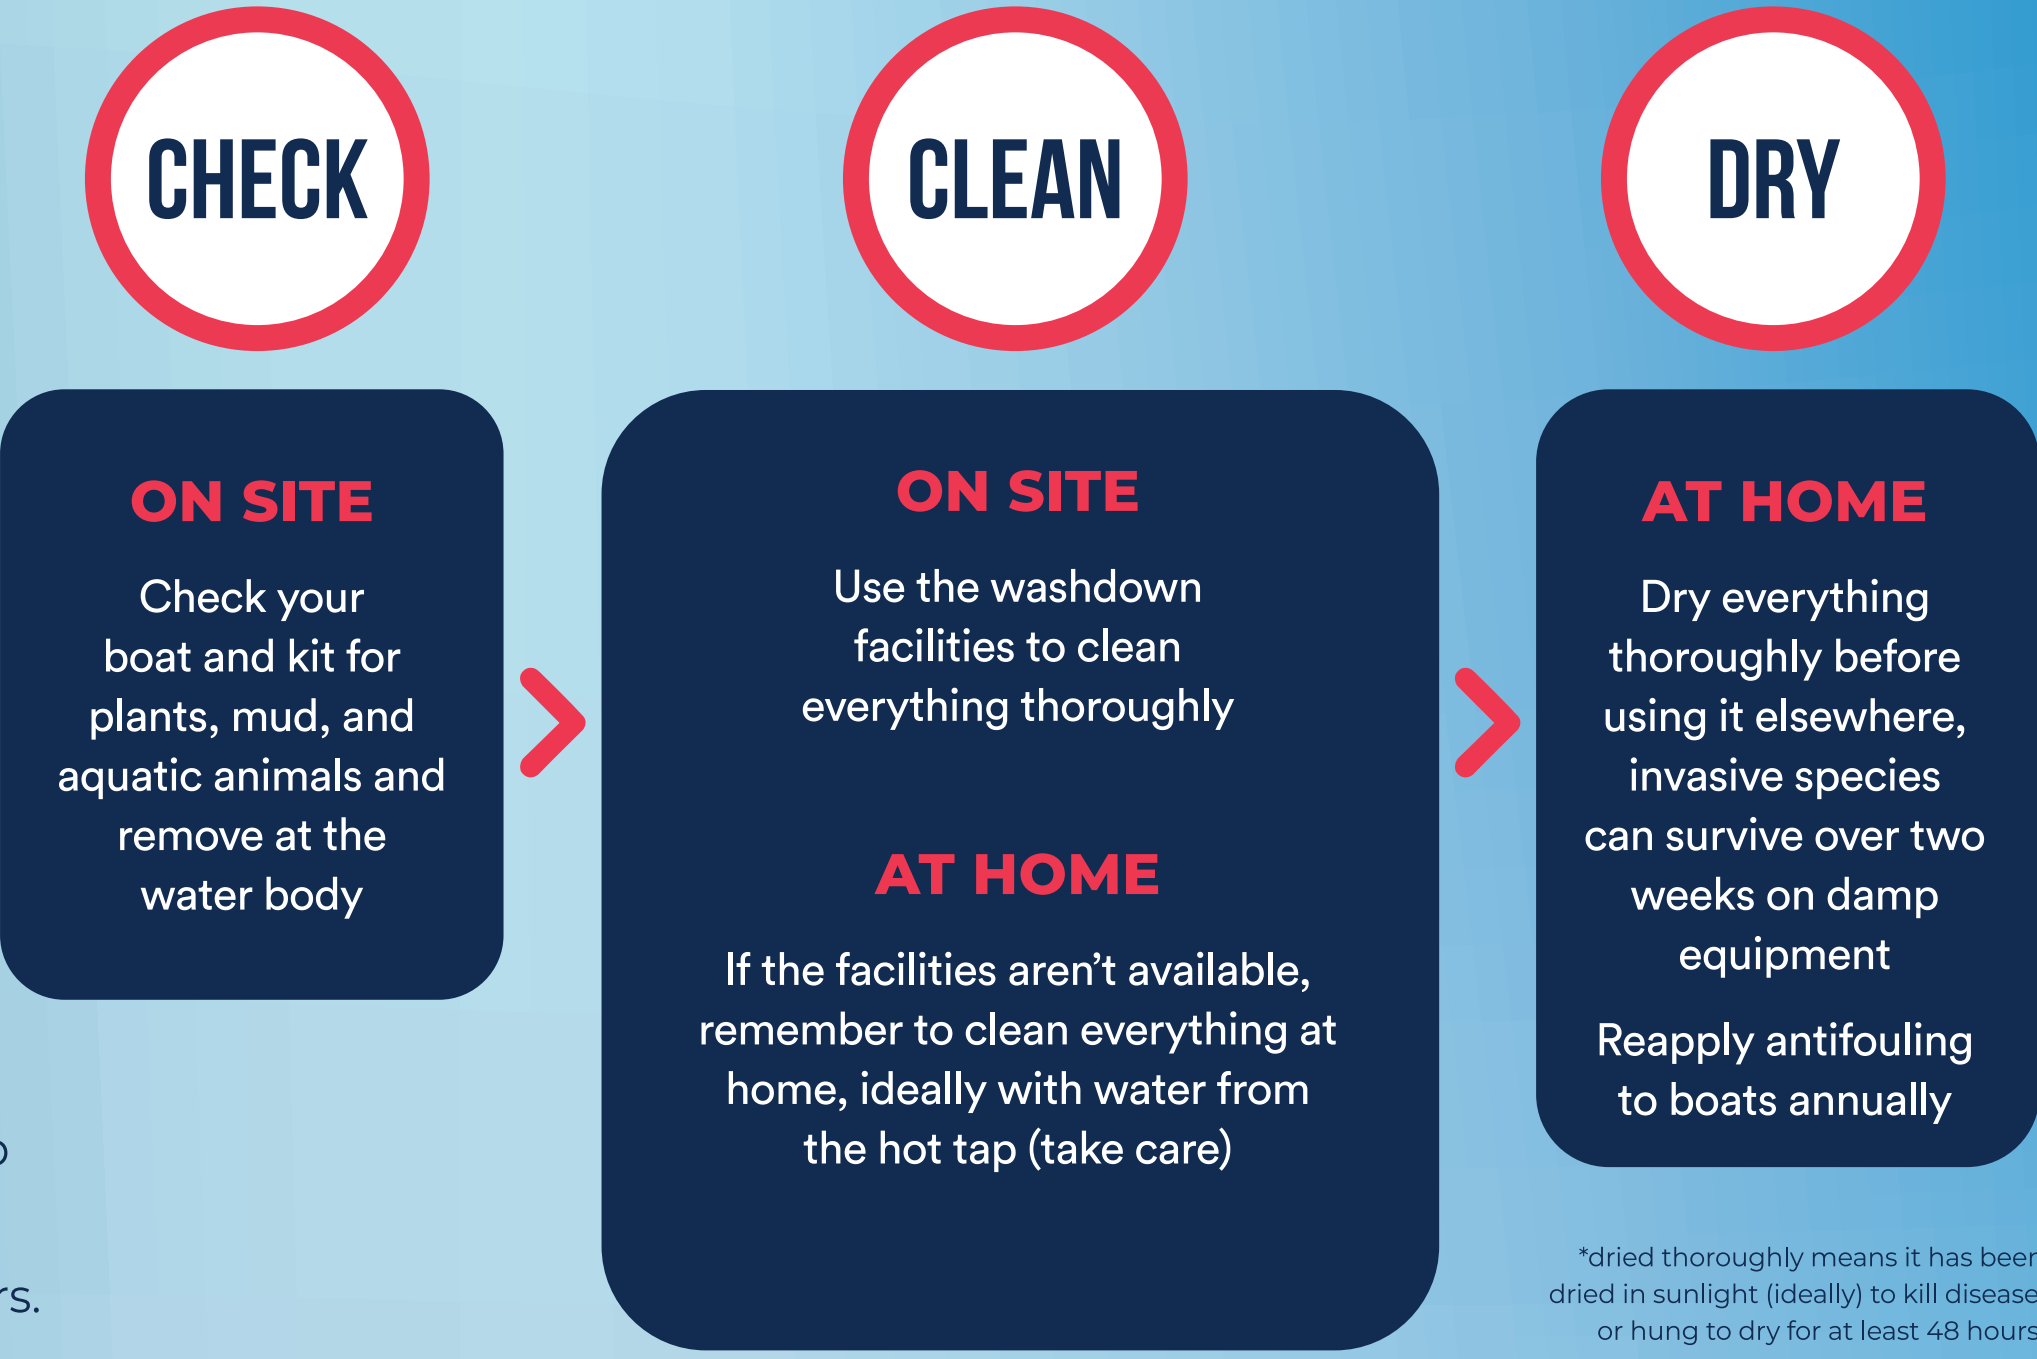 CHECK
ON SITE
Check your
boat and kit for
plants, mud, and
aquatic animals and
remove at the
water body
CLEAN
ON SITE
Use the washdown
facilities to clean
everything thoroughly
AT HOME
If the facilities aren’t available,
remember to clean everything at
home, ideally with water from
the hot tap (take care)
DRY
AT HOME
Dry everything
thoroughly before
using it elsewhere,
invasive species
can survive over two
weeks on damp
equipment
Reapply antifouling
to boats annually
*dried thoroughly means it has been
dried in sunlight (ideally) to kill disease
or hung to dry for at least 48 hours
rs.